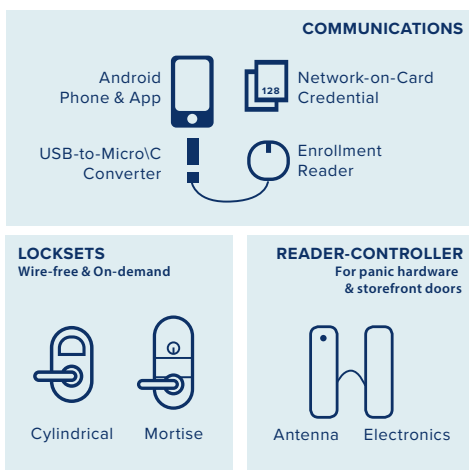 COMMUNICATIONS
Android
Phone & App
128
Network-on-Card
Credential
USB-to-Micro\C
Converter
Enrollment
Reader
LOCKSETS
Wire-free & On-demand
Cylindrical
Mortise
READER-CONTROLLER
For panic hardware
& storefront doors
Antenna
Electronics